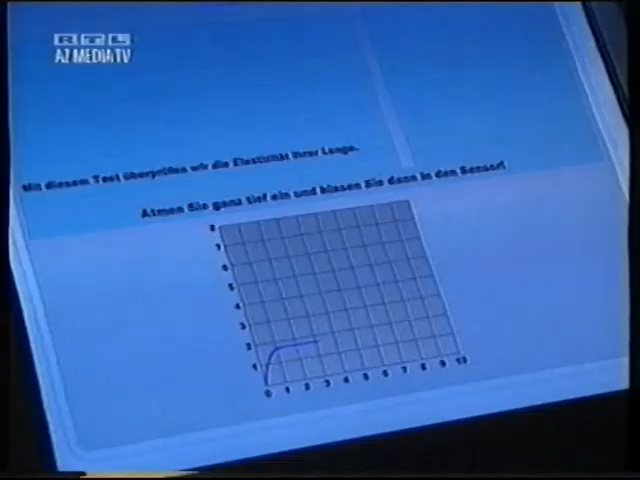 RTL
AZ MEDIA TV
Mit diesem Test überprüfen wir die Elastizität Ihrer Lunge.
Atmen Sie ganz tief ein und blasen Sie dann in den Sensor!
8
7
6
5
4
3
2
1
0 1 2 3 4 5 6 7 8 9 10